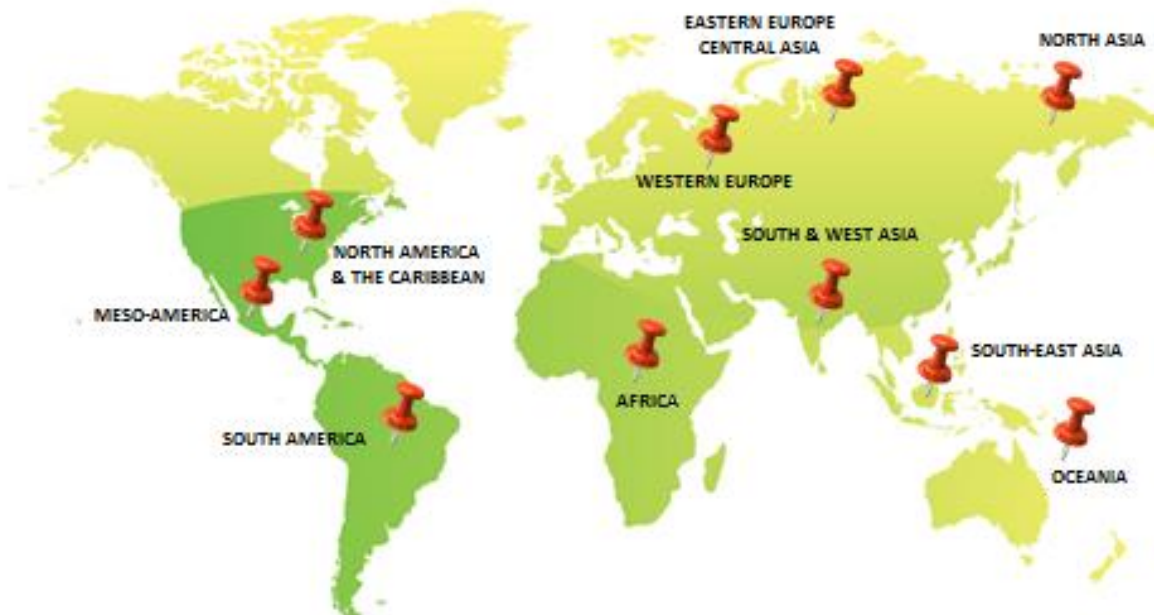 EASTERN EUROPE
CENTRAL ASIA
NORTH ASIA
WESTERN EUROPE
SOUTH & WEST ASIA
NORTH AMERICA
& THE CARIBBEAN
MESO-AMERICA
SOUTH-EAST ASIA
AFRICA
SOUTH AMERICA
OCEANIA